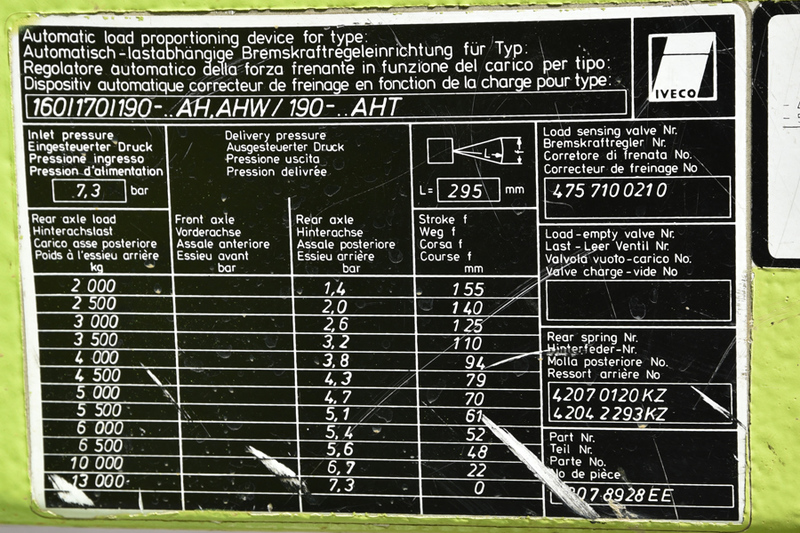 Automatic load proportioning device for type:
Automatisch-lastabhängige Bremskraftregeleinrichtung für Typ:
Regolatore automatico della forza frenante in funzione del carico per tipo:
Dispositiv automatique correcteur de freinage en fonction de la charge pour type:
160/170/190-..AH,AHW/190-..AHT
IVECO
Inlet pressure
Eingesteuerter Druck
Pressione ingresso
Pression d'alimentation
7,3 bar
Delivery pressure
Ausgesteuerter Druck
Pressione uscita
Pression delivrée
L f
L= 295 mm
Load sensing valve Nr.
Bremskraftregler Nr.
Corretore di frenata No.
Correcteur de freinage No
475 710 021 0
Rear axle load
Hinterachslast
Carico asse posteriore
Poids à l'essieu arrière
kg
Front axle
Vorderachse
Assale anteriore
Essieu avant
bar
Rear axle
Hinterachse
Assale posteriore
Essieu arrière
bar
Stroke f
Weg f
Corsa f
Course f
mm
Load-empty valve Nr.
Last-Leer Ventil Nr.
Valvola vuoto-carico No.
Valve charge-vide No
2 000 1,4 155
2 500 2,0 140
3 000 2,6 125
3 500 3,2 110
4 000 3,8 94
4 500 4,3 79
5 000 4,7 70
5 500 5,1 61
6 000 5,4 52
6 500 5,6 48
10 000 6,7 22
13 000 7,3 0
Rear spring Nr.
Hinterfeder-Nr.
Molla posteriore No.
Ressort arrière No
4207 0120 KZ
4204 2293 KZ
Part Nr.
Teil Nr.
Parte No.
No de pièce
8928 EE